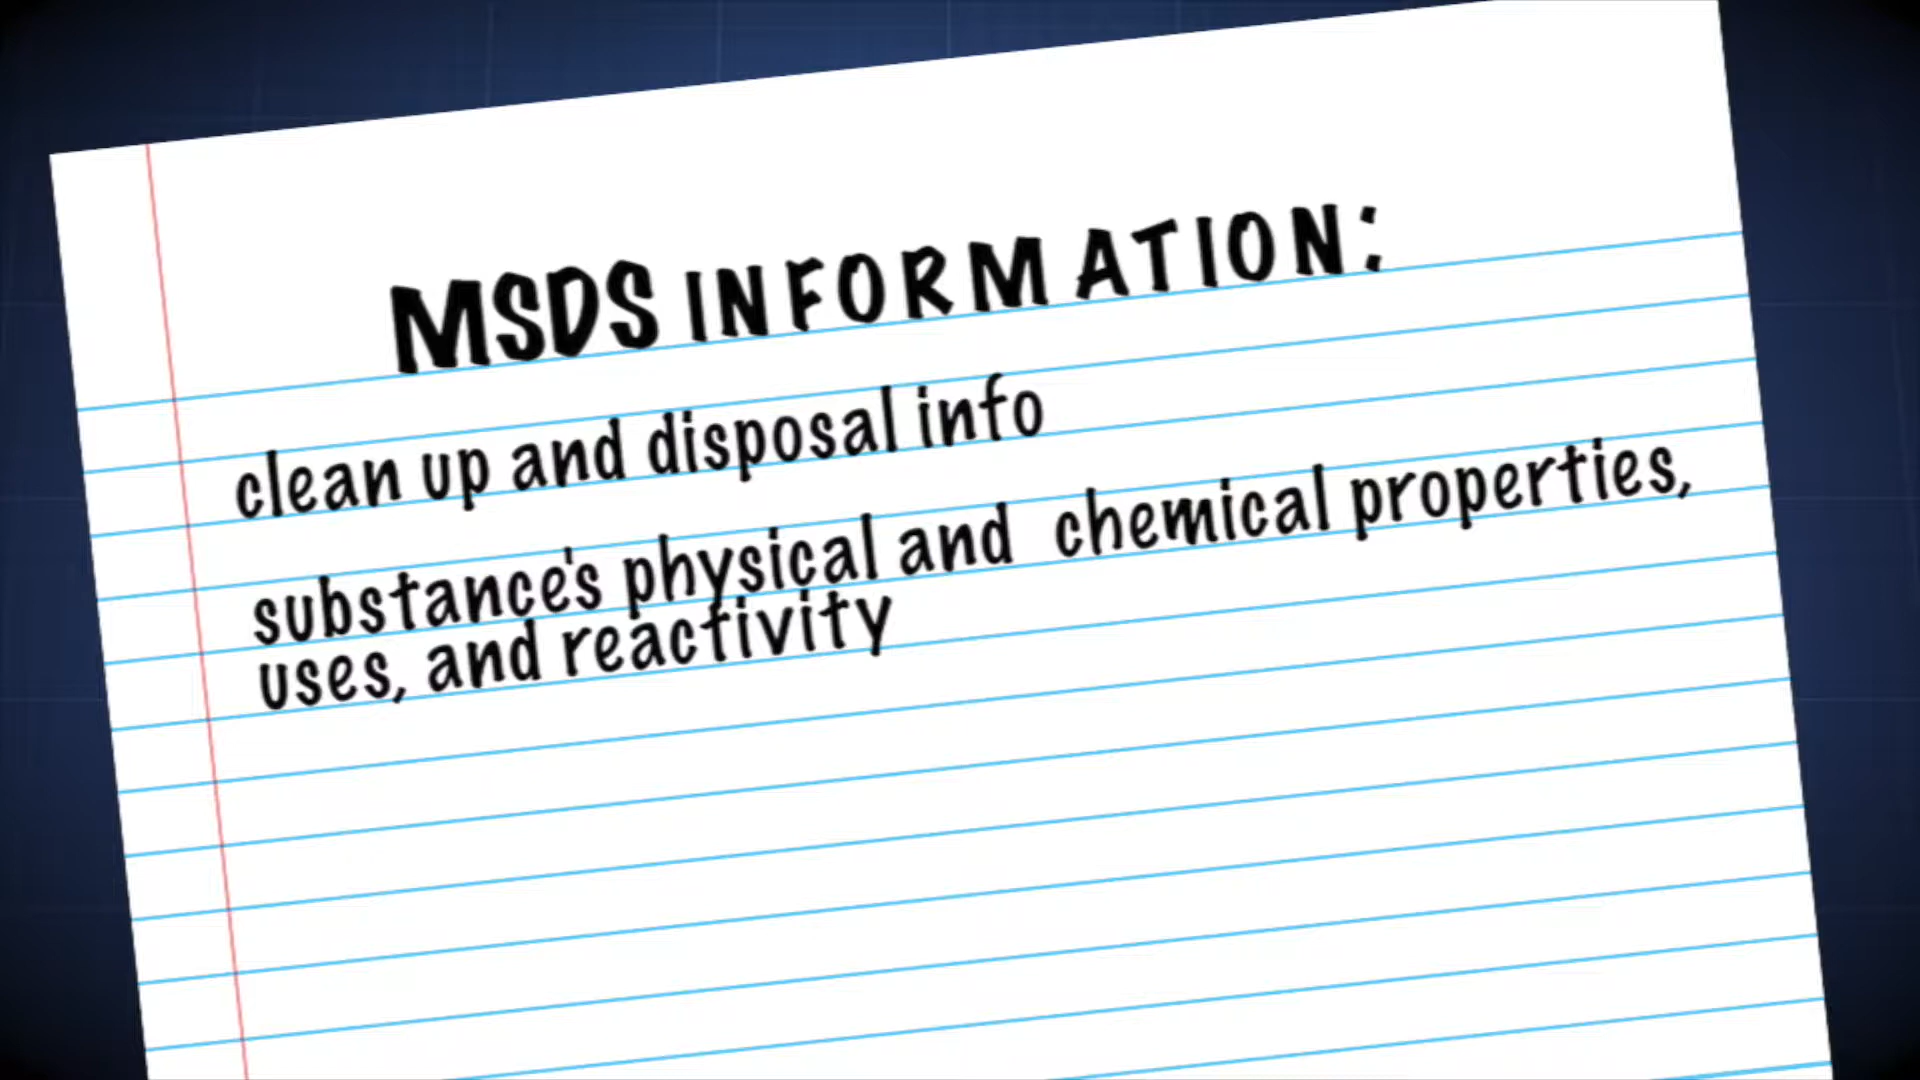 MSDS INFORMATION:
clean up and disposal info
substance's physical and chemical properties,
uses, and reactivity